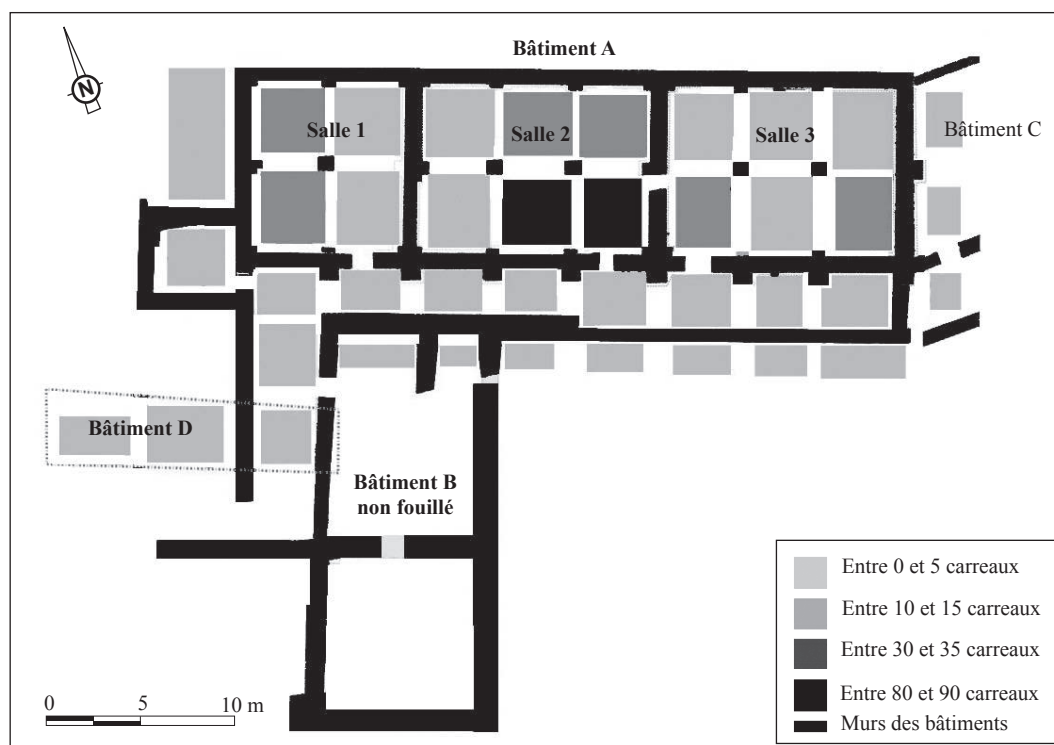 Bâtiment A
N
Salle 1
Salle 2
Salle 3
Bâtiment C
Bâtiment D
Bâtiment B
non fouillé
Entre 0 et 5 carreaux
Entre 10 et 15 carreaux
Entre 30 et 35 carreaux
Entre 80 et 90 carreaux
Murs des bâtiments
0 5 10 m